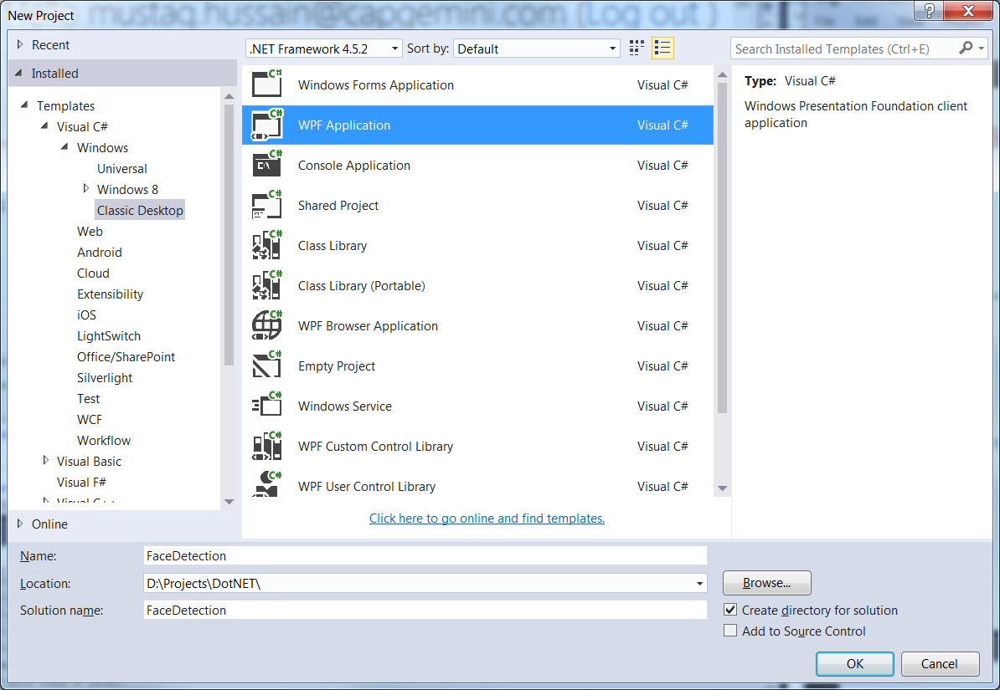 mustaq.hussain@capgemini.com (Log out )
New Project
Recent
.NET Framework 4.5.2
Sort by:
Default
Search Installed Templates (Ctrl+E)
Installed
Templates
Visual C#
Windows
Universal
Windows 8
Classic Desktop
Web
Android
Cloud
Extensibility
iOS
LightSwitch
Office/SharePoint
Silverlight
Test
WCF
Workflow
Visual Basic
Visual F#
Visual C++
Online
Windows Forms Application Visual C#
WPF Application Visual C#
Console Application Visual C#
Shared Project Visual C#
Class Library Visual C#
Class Library (Portable) Visual C#
WPF Browser Application Visual C#
Empty Project Visual C#
Windows Service Visual C#
WPF Custom Control Library Visual C#
WPF User Control Library Visual C#
Click here to go online and find templates.
Type: Visual C#
Windows Presentation Foundation client
application
Name: FaceDetection
Location: D:\Projects\DotNET\
Browse...
Solution name: FaceDetection
Create directory for solution
Add to Source Control
OK
Cancel